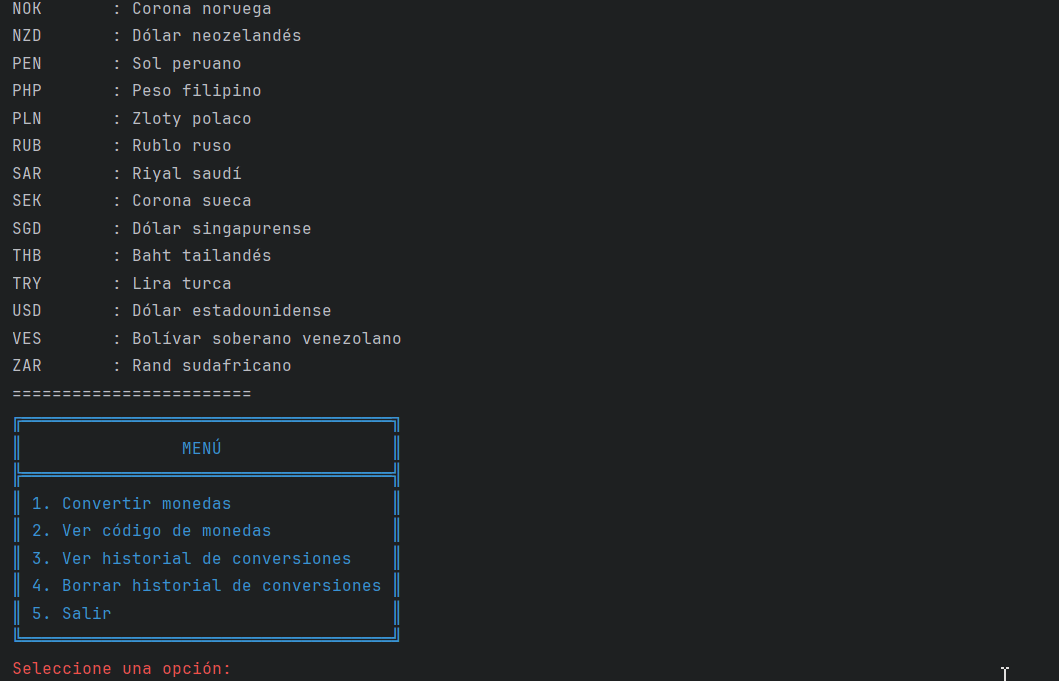 NOK       : Corona noruega
NZD       : Dólar neozelandés
PEN       : Sol peruano
PHP       : Peso filipino
PLN       : Zloty polaco
RUB       : Rublo ruso
SAR       : Riyal saudí
SEK       : Corona sueca
SGD       : Dólar singapurense
THB       : Baht tailandés
TRY       : Lira turca
USD       : Dólar estadounidense
VES       : Bolívar soberano venezolano
ZAR       : Rand sudafricano
========================
MENÚ
1. Convertir monedas
2. Ver código de monedas
3. Ver historial de conversiones
4. Borrar historial de conversiones
5. Salir
Seleccione una opción: